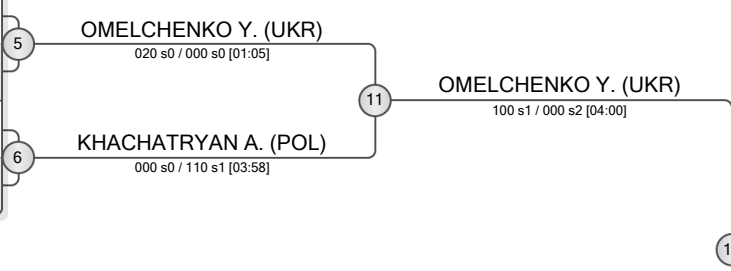 OMELCHENKO Y. (UKR)
5
020 s0 / 000 s0 [01:05]
OMELCHENKO Y. (UKR)
11
100 s1 / 000 s2 [04:00]
KHACHATRYAN A. (POL)
6
000 s0 / 110 s1 [03:58]